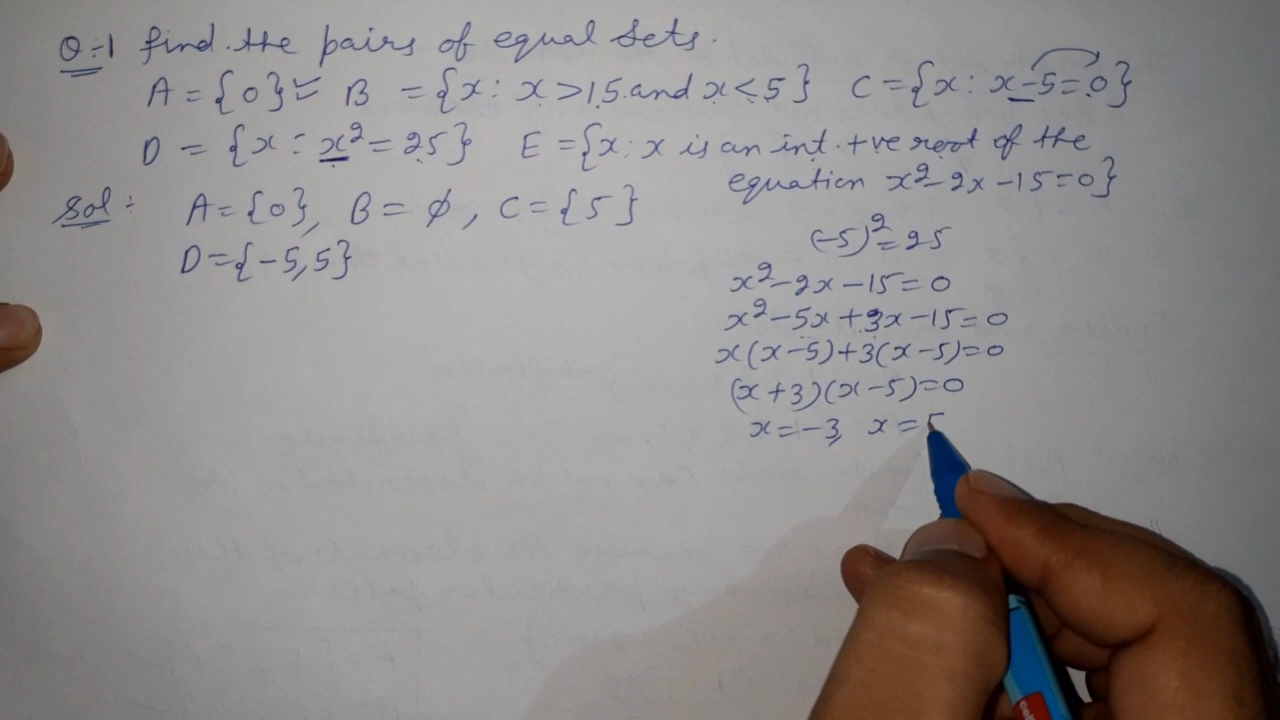 Q:-1 find the pairs of equal sets.
A = {0} B = {x: x > 15 and x < 5} C = {x: x-5=0}
D = {x: x² = 25} E = {x: x is an int. +ve root of the
equation x²-2x-15=0}
Sol: A = {0}, B = ϕ, C = {5}
D = {-5,5}
(-5)² = 25
x²-2x-15=0
x²-5x+3x-15=0
x(x-5)+3(x-5)=0
(x+3)(x-5)=0
x=-3, x=5